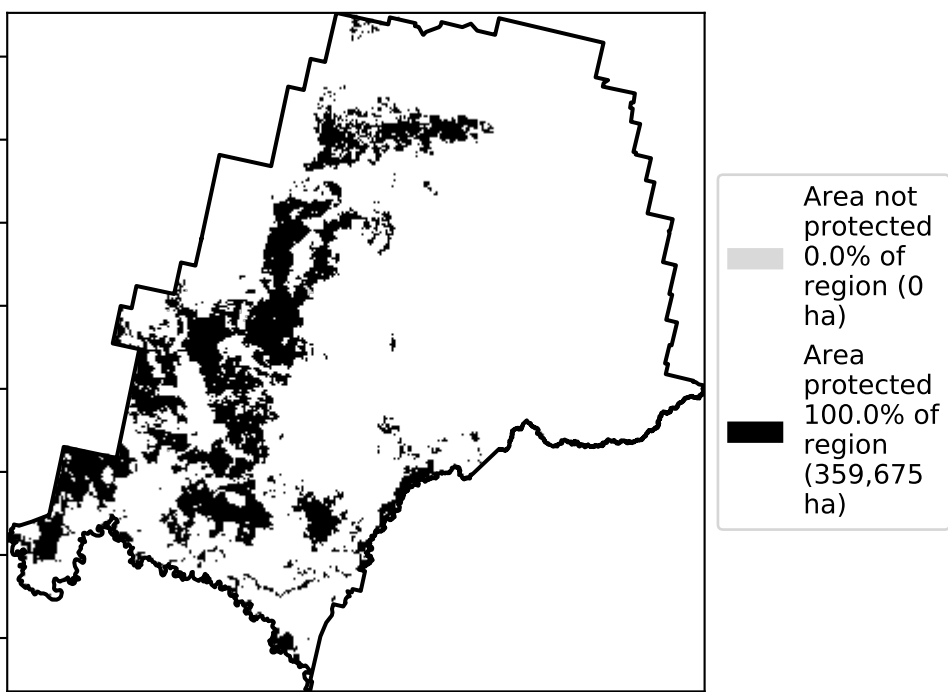 Area not
protected
0.0% of
region (0
ha)
Area
protected
100.0% of
region
(359,675
ha)